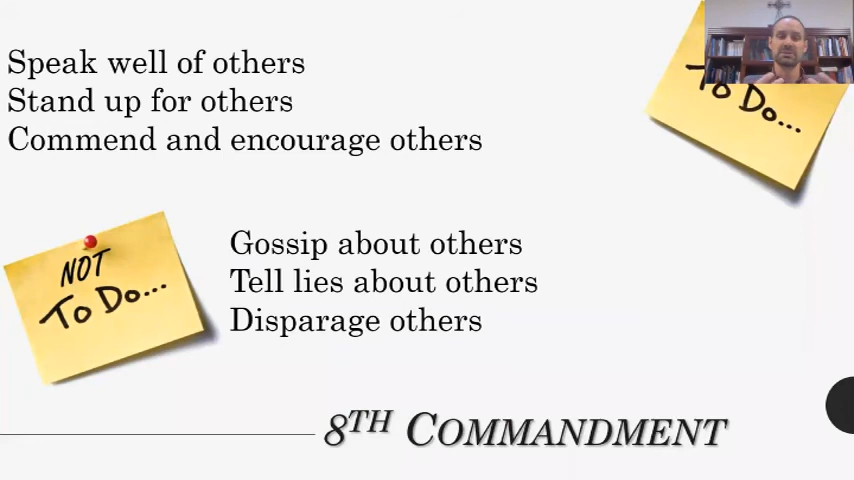 Speak well of others
Stand up for others
Commend and encourage others
To Do...
NOT
To Do...
Gossip about others
Tell lies about others
Disparage others
8TH COMMANDMENT